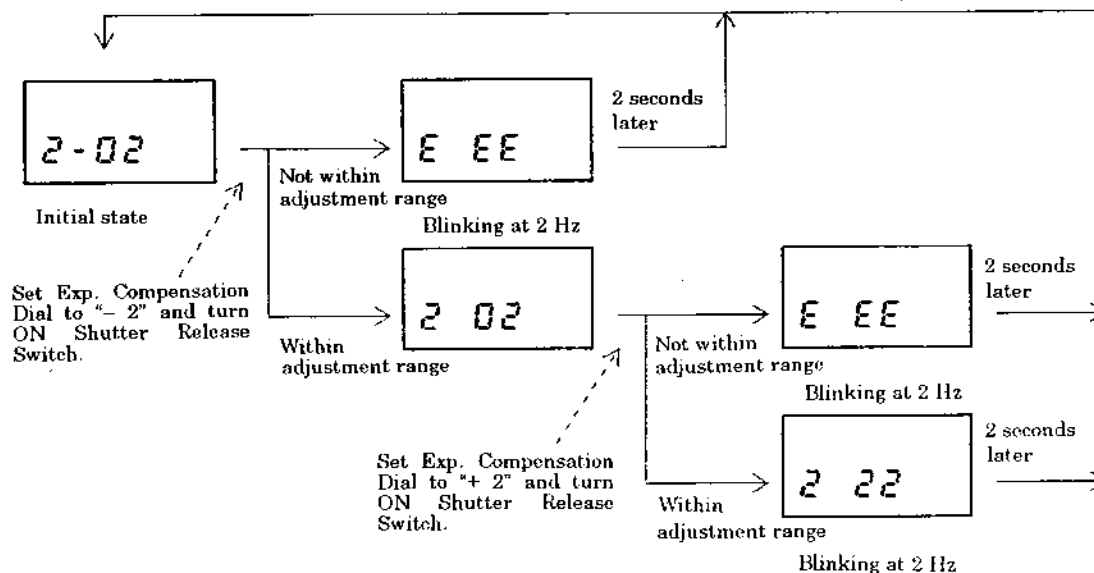 2-02
Initial state
Set Exp. Compensation
Dial to "– 2" and turn
ON Shutter Release
Switch.
E EE
Not within
adjustment range
Blinking at 2 Hz
2 seconds
later
2 02
Within
adjustment range
Set Exp. Compensation
Dial to "+ 2" and turn
ON Shutter Release
Switch.
E EE
Not within
adjustment range
Blinking at 2 Hz
2 seconds
later
2 22
Within
adjustment range
Blinking at 2 Hz
2 seconds
later